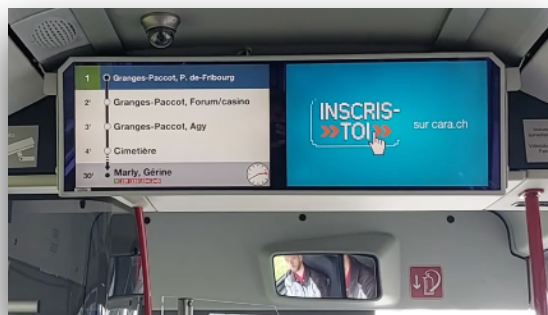 1 Granges-Paccot, P. de-Fribourg
2' Granges-Paccot, Forum/casino
3' Granges-Paccot, Agy
4' Cimetière
30' Marly, Gérine
INSCRIS-
TOI
sur cara.ch